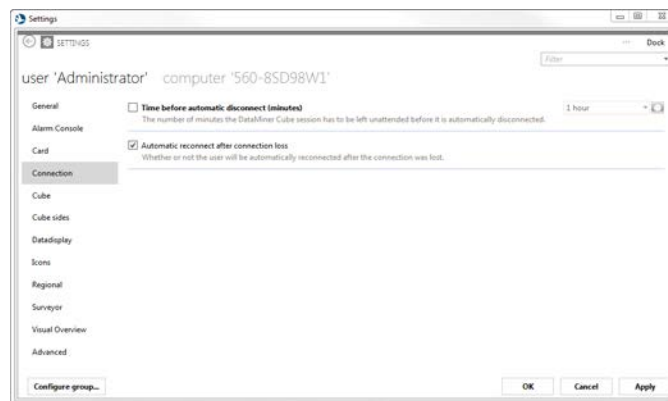 Settings
SETTINGS
Dock
Filter
user 'Administrator' computer '560-8SD98W1'
General
Alarm Console
Card
Connection
Cube
Cube sides
Datadisplay
Icons
Regional
Surveyor
Visual Overview
Advanced
Time before automatic disconnect (minutes)
1 hour
The number of minutes the DataMiner Cube session has to be left unattended before it is automatically disconnected.
Automatic reconnect after connection loss
Whether or not the user will be automatically reconnected after the connection was lost.
Configure group...
OK
Cancel
Apply